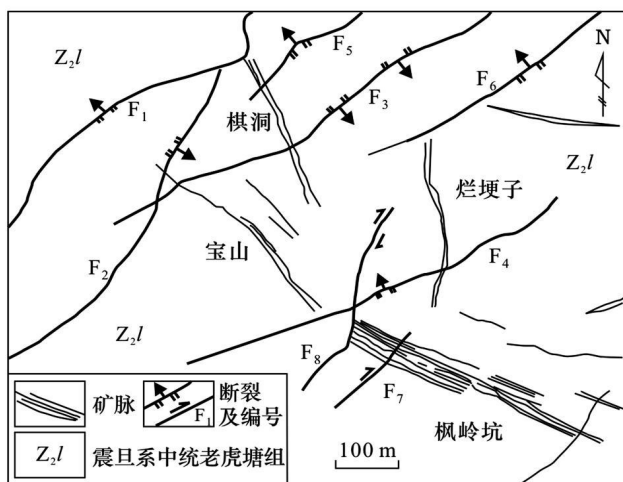 Z₂l
F₅
N
F₁
F₃
F₆
棋洞
Z₂l
烂埂子
宝山
F₂
F₄
Z₂l
F₈
F₇
枫岭坑
矿脉
F₁
断裂
及编号
Z₂l
震旦系中统老虎塘组
100 m